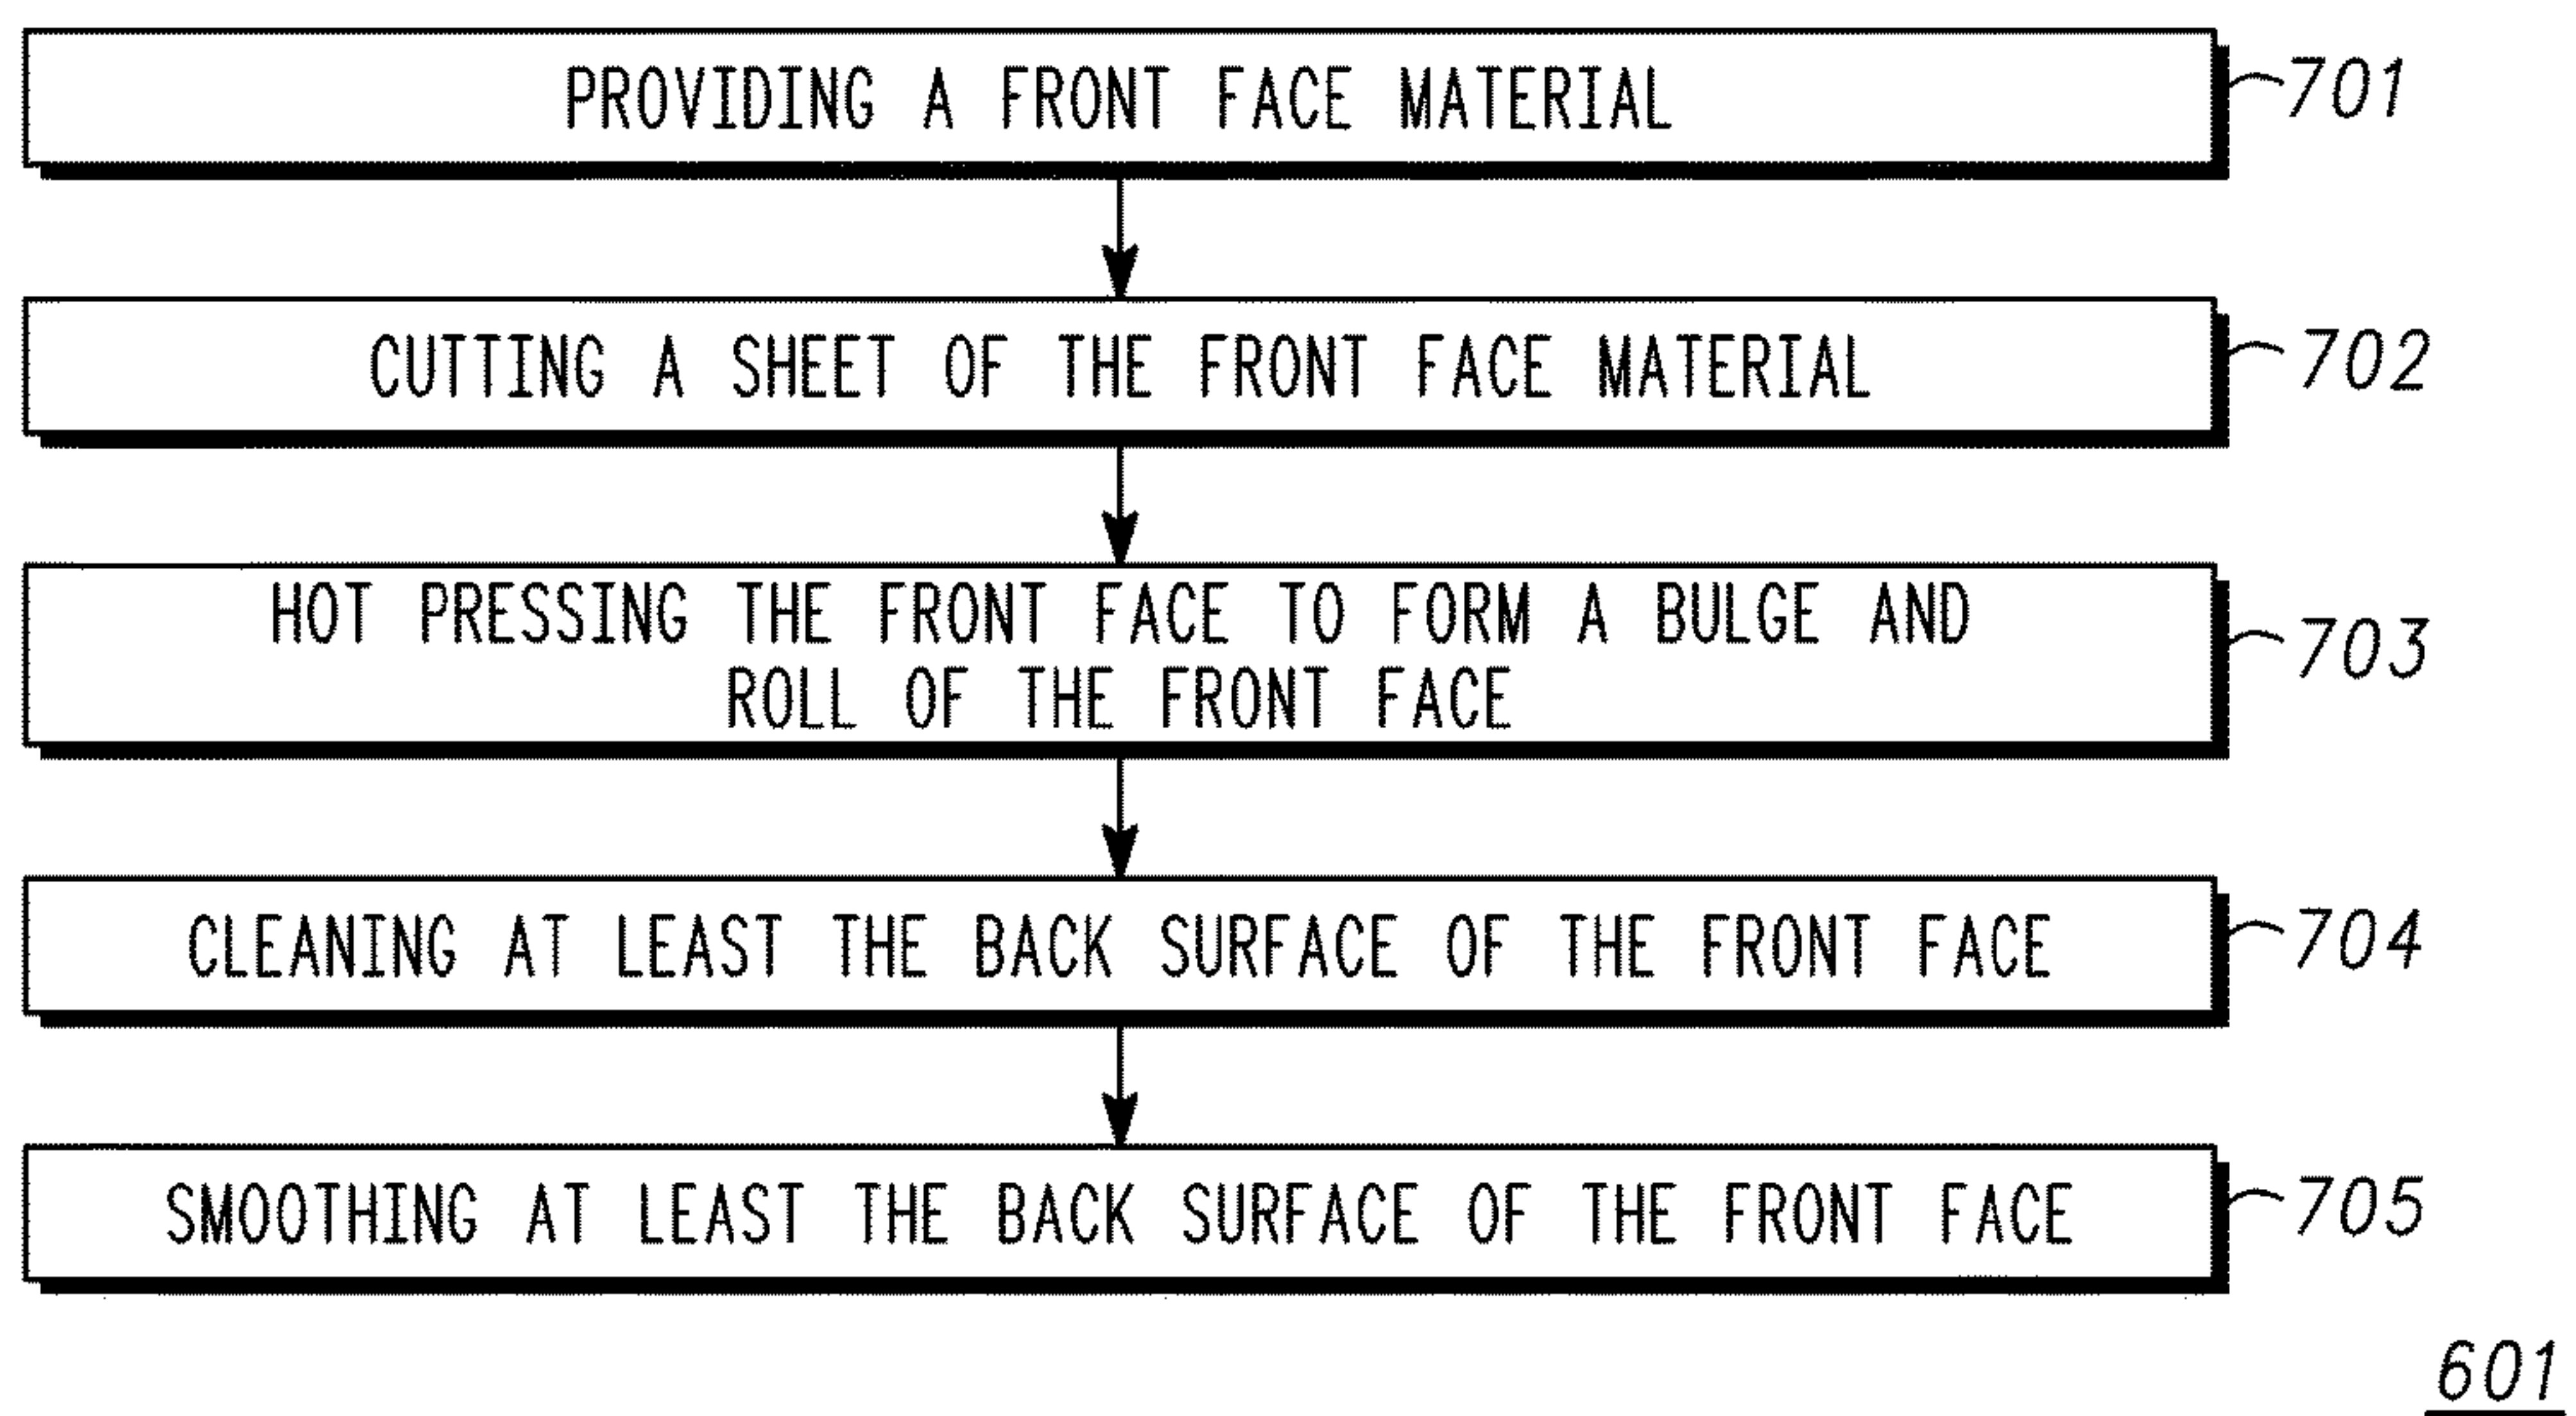 PROVIDING A FRONT FACE MATERIAL
701
CUTTING A SHEET OF THE FRONT FACE MATERIAL
702
HOT PRESSING THE FRONT FACE TO FORM A BULGE AND
ROLL OF THE FRONT FACE
703
CLEANING AT LEAST THE BACK SURFACE OF THE FRONT FACE
704
SMOOTHING AT LEAST THE BACK SURFACE OF THE FRONT FACE
705
601